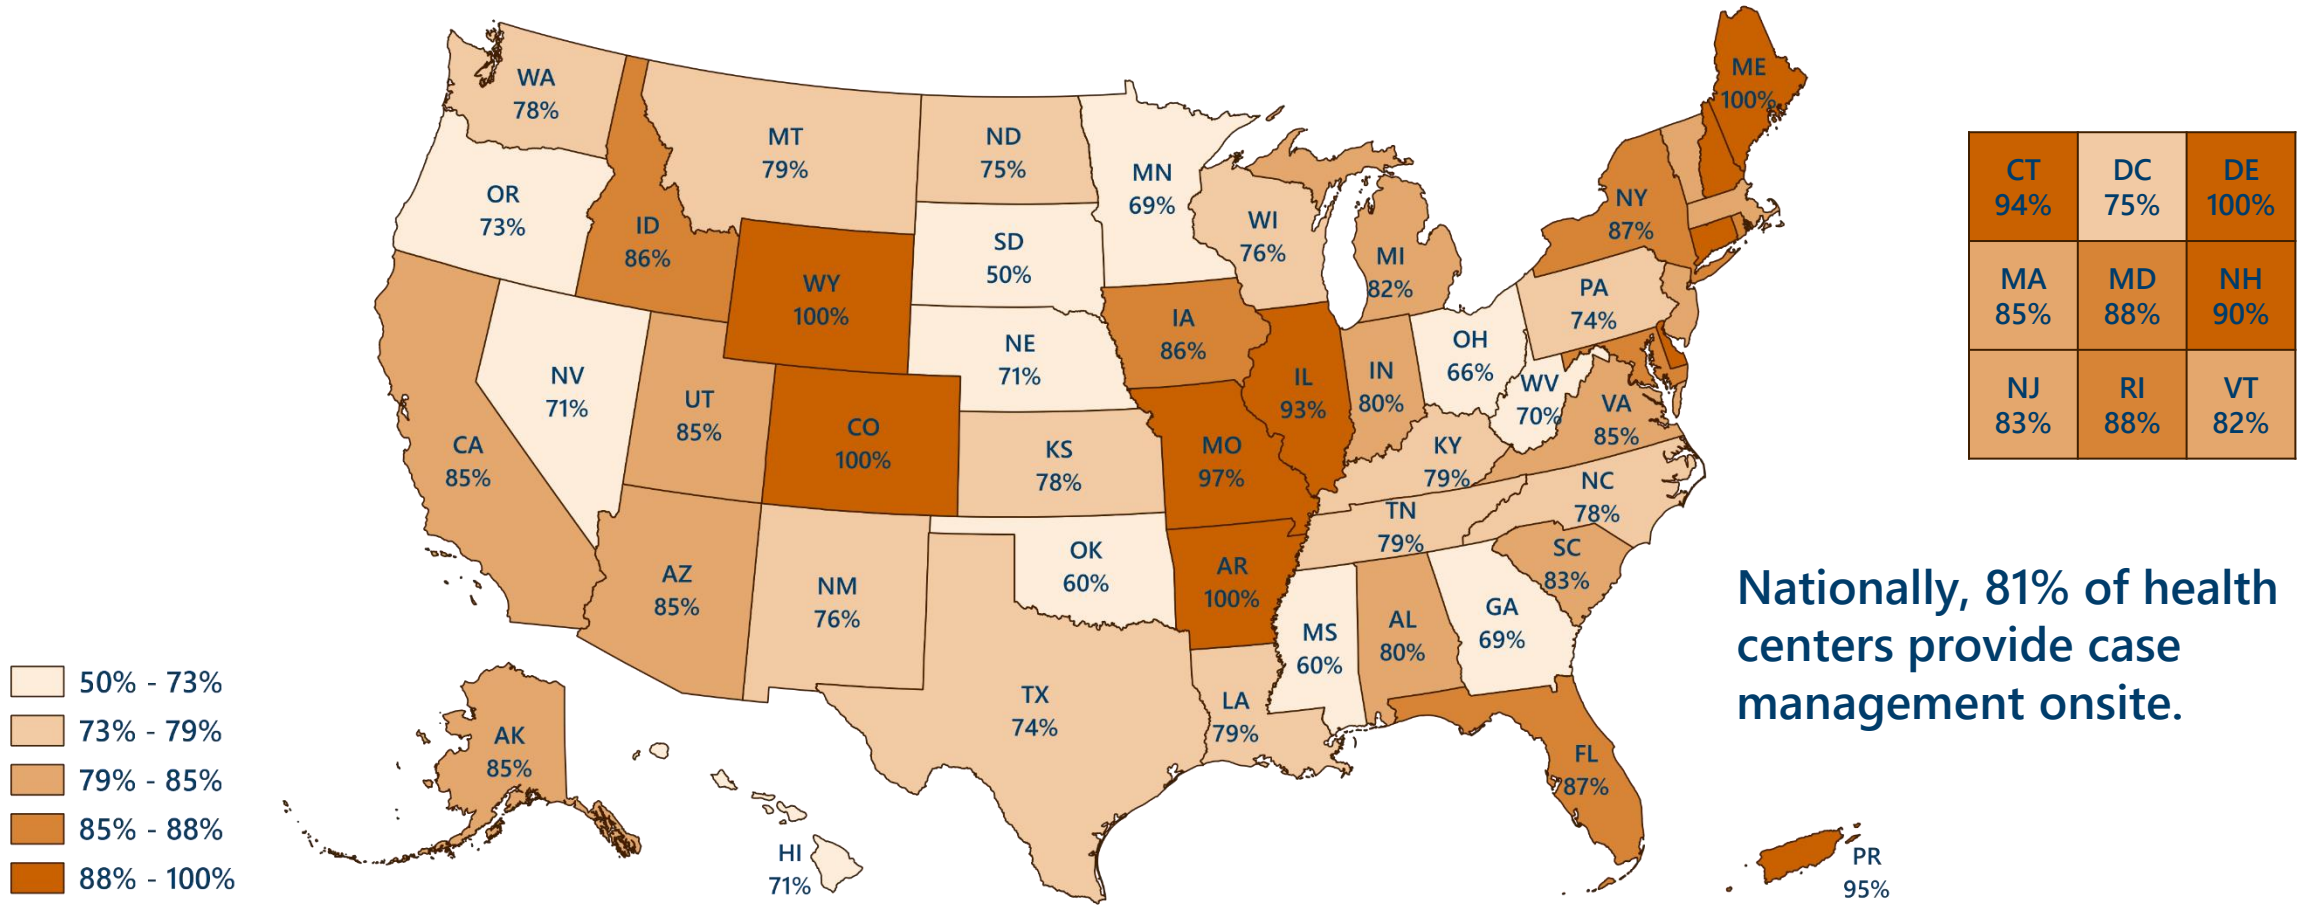 WA
78%
OR
73%
CA
85%
NV
71%
ID
86%
MT
79%
WY
100%
UT
85%
AZ
85%
CO
100%
NM
76%
ND
75%
SD
50%
NE
71%
KS
78%
OK
60%
TX
74%
MN
69%
IA
86%
MO
97%
AR
100%
LA
79%
WI
76%
IL
93%
MI
82%
IN
80%
OH
66%
KY
79%
TN
79%
MS
60%
AL
80%
GA
69%
FL
87%
SC
83%
NC
78%
VA
85%
WV
70%
PA
74%
NY
87%
ME
100%
AK
85%
HI
71%
PR
95%
CT
94%
DC
75%
DE
100%
MA
85%
MD
88%
NH
90%
NJ
83%
RI
88%
VT
82%
Nationally, 81% of health
centers provide case
management onsite.
50% - 73%
73% - 79%
79% - 85%
85% - 88%
88% - 100%